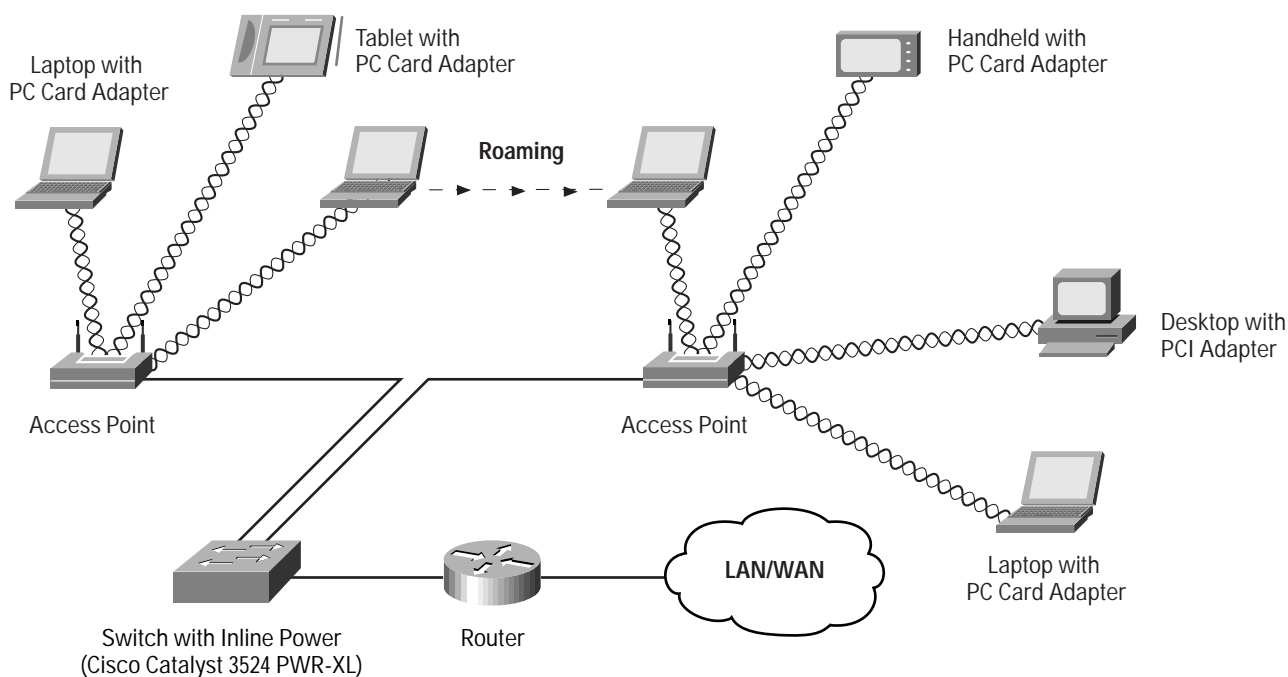 Laptop with
PC Card Adapter
Tablet with
PC Card Adapter
Handheld with
PC Card Adapter
Roaming
Desktop with
PCI Adapter
Access Point
Access Point
Laptop with
PC Card Adapter
LAN/WAN
Switch with Inline Power
(Cisco Catalyst 3524 PWR-XL)
Router